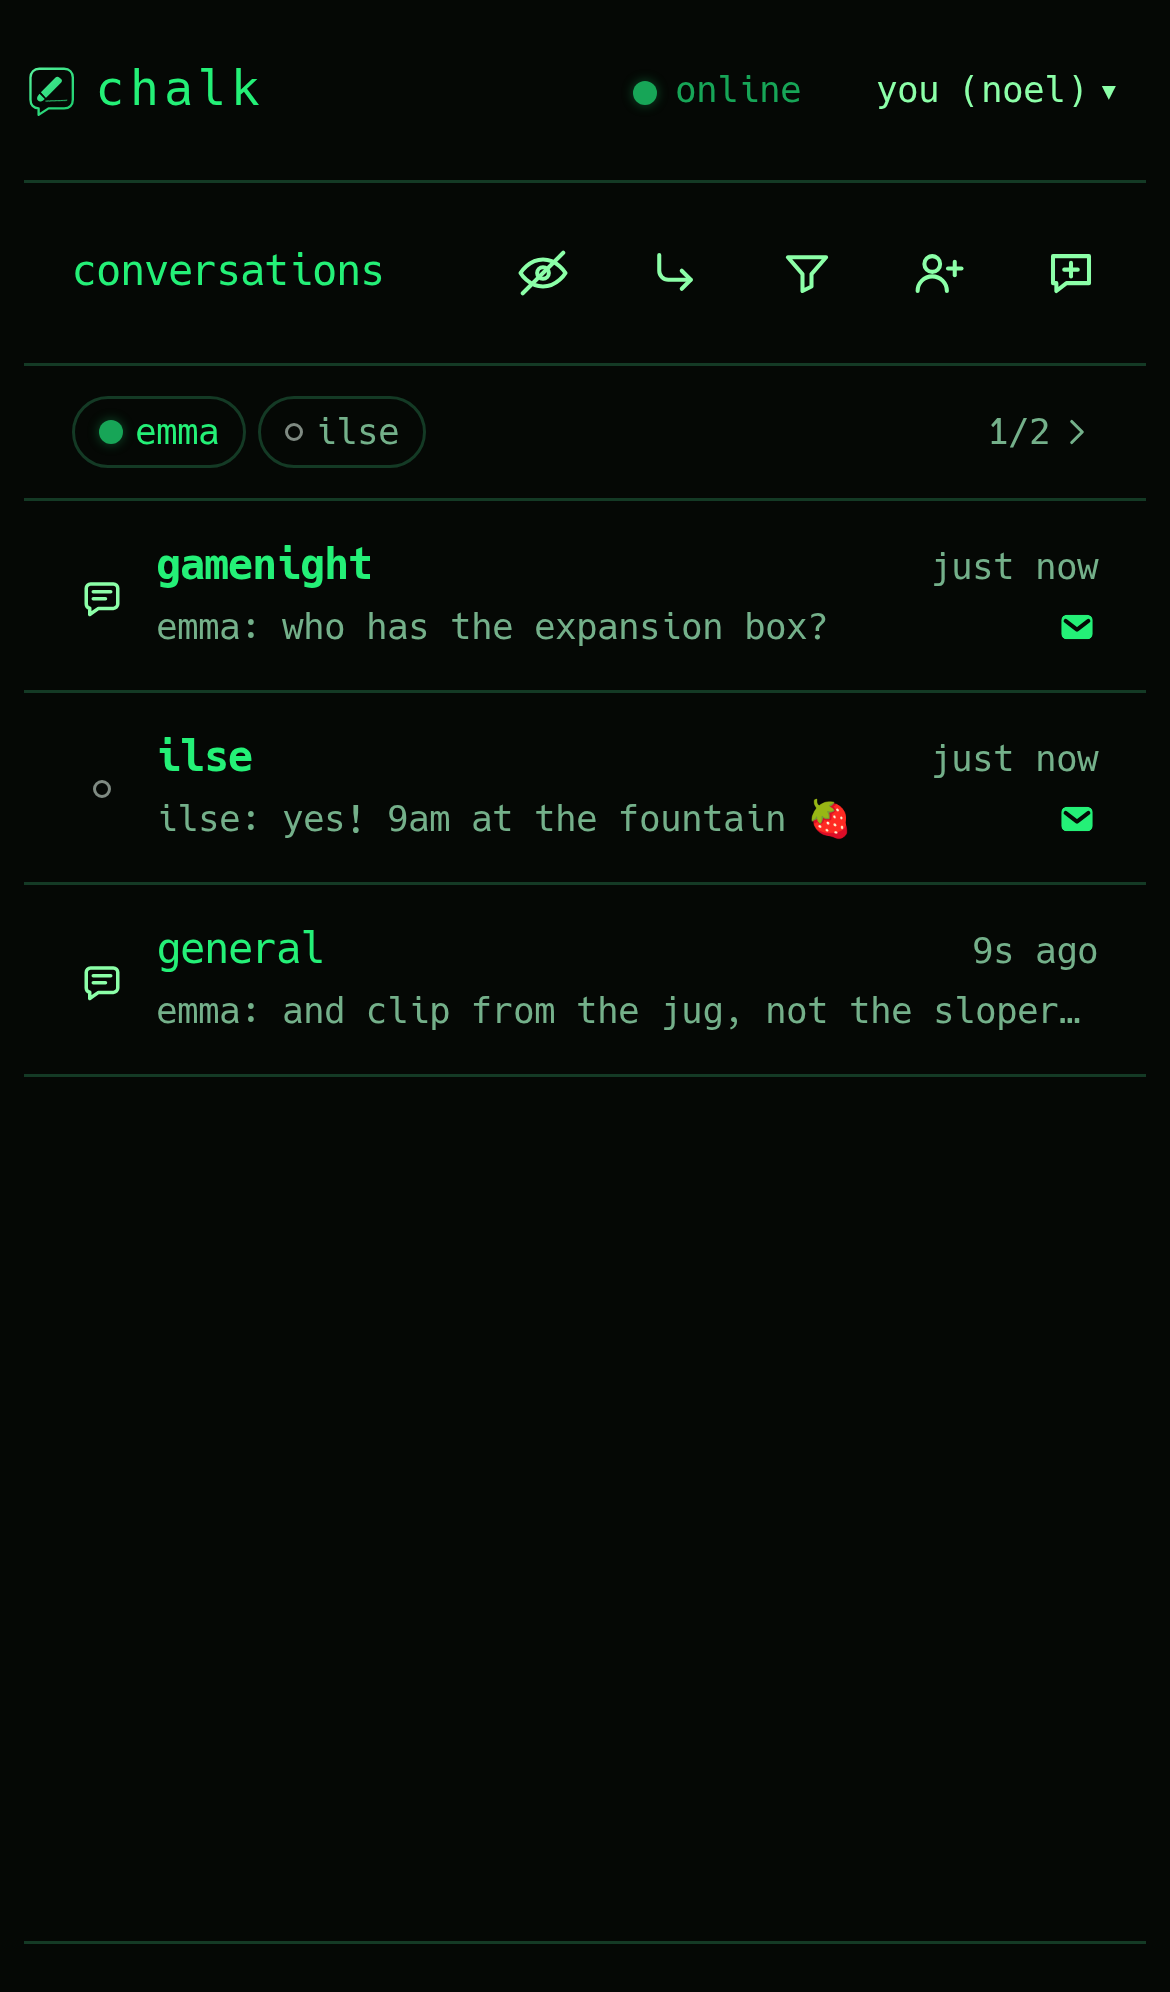 chalk
online
you (noel) ▾
conversations
emma
ilse
1/2
gamenight
just now
emma: who has the expansion box?
ilse
just now
ilse: yes! 9am at the fountain 🍓
general
9s ago
emma: and clip from the jug, not the sloper…